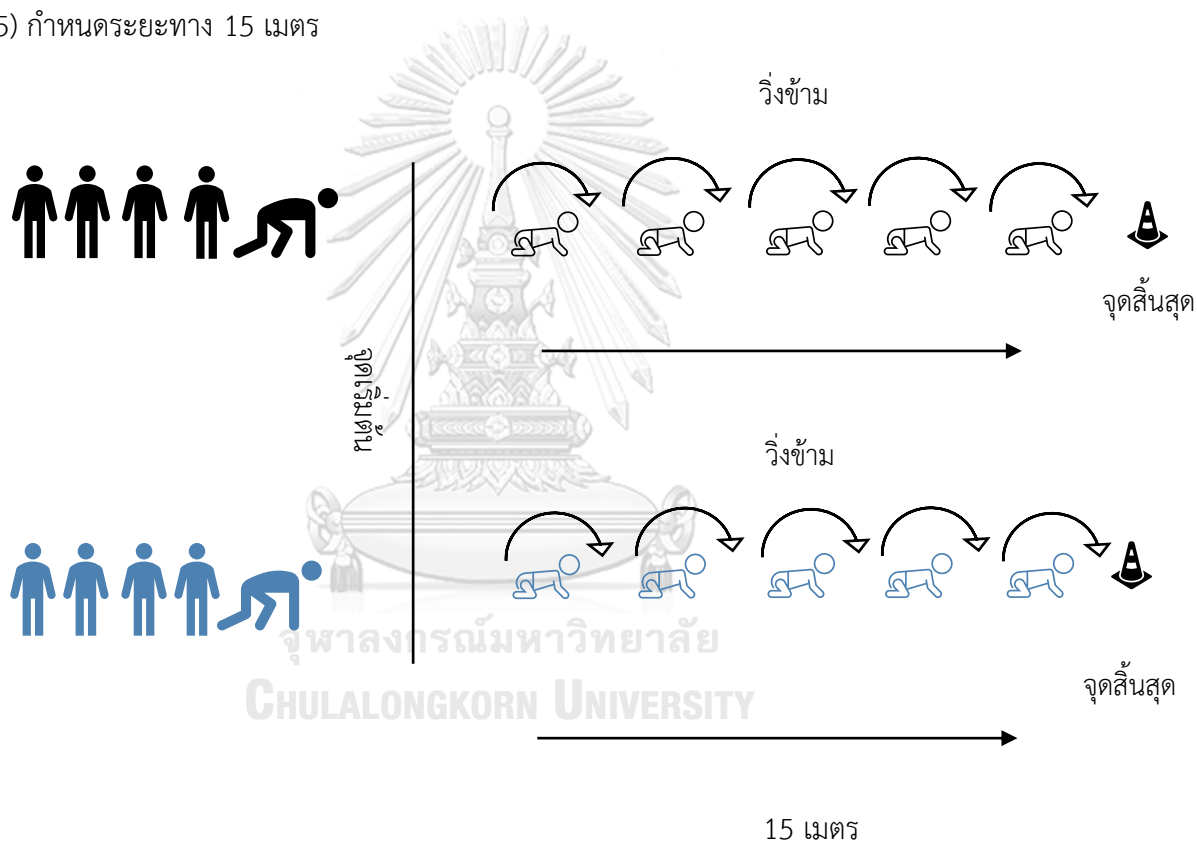 5) กำหนดระยะทาง 15 เมตร
วิ่งข้าม
จุดสิ้นสุด
จุดเริ่มต้น
วิ่งข้าม
จุฬาลงกรณ์มหาวิทยาลัย
CHULALONGKORN UNIVERSITY
จุดสิ้นสุด
15 เมตร